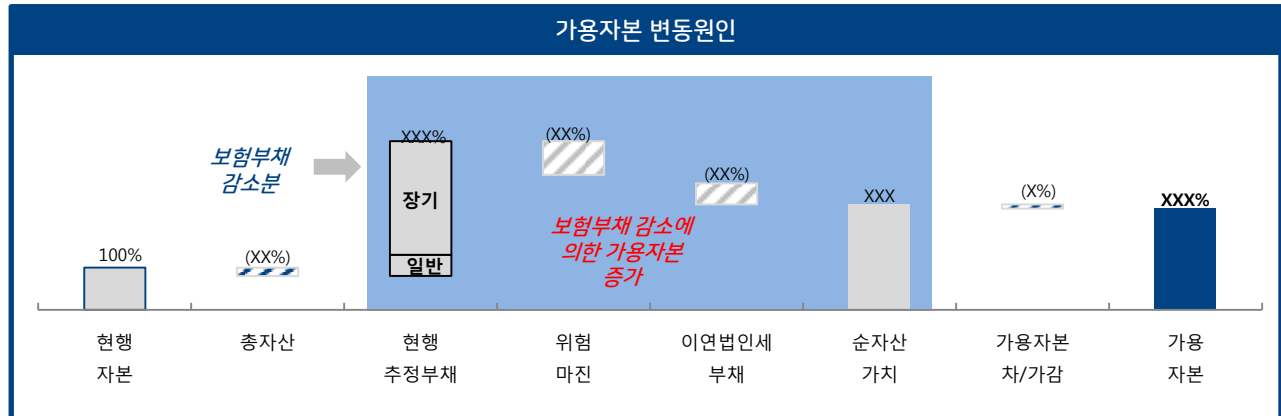 가용자본 변동원인
보험부채
감소분
100%
(XX%)
XXX%
장기
일반
(XX%)
(XX%)
보험부채 감소에
의한 가용자본
증가
XXX
(X%)
XXX%
현행
자본
총자산
현행
추정부채
위험
마진
이연법인세
부채
순자산
가치
가용자본
차/가감
가용
자본